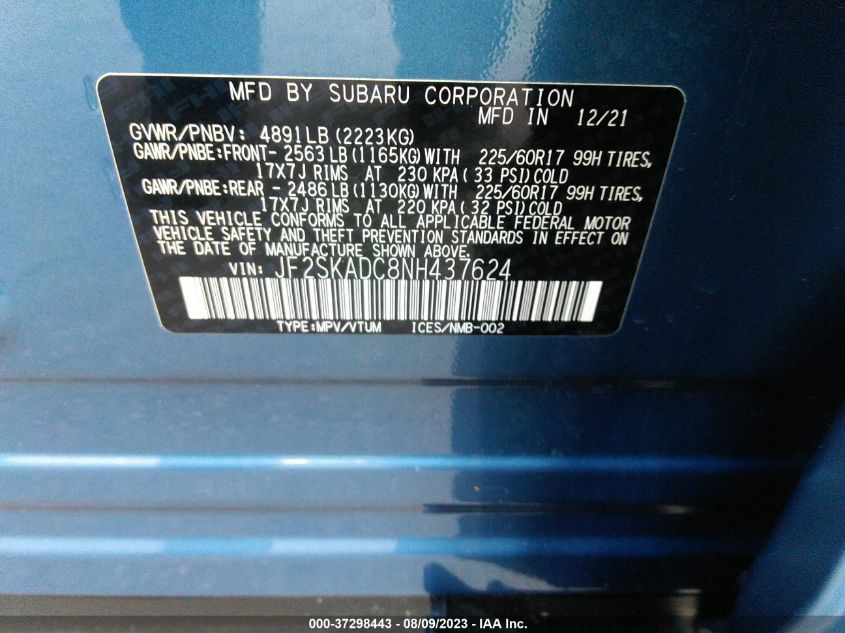 MFD BY SUBARU CORPORATION
MFD IN 12/21
GVWR/PNBV: 4891LB(2223KG)
GAWR/PNBE:FRONT- 2563LB(1165KG)WITH 225/60R17 99H TIRES,
17X7J RIMS AT 230 KPA(33 PSI)COLD
GAWR/PNBE:REAR - 2486LB(1130KG)WITH 225/60R17 99H TIRES,
17X7J RIMS AT 220 KPA(32 PSI)COLD
THIS VEHICLE CONFORMS TO ALL APPLICABLE FEDERAL MOTOR
VEHICLE SAFETY AND THEFT PREVENTION STANDARDS IN EFFECT ON
THE DATE OF MANUFACTURE SHOWN ABOVE.
VIN: JF2SKADC8NH437624
TYPE:MPV/VTUM ICES/NMB-002
000-37298443 - 08/09/2023 - IAA Inc.